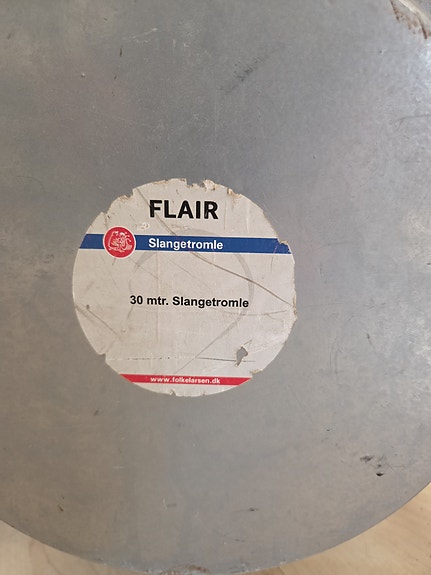 FLAIR
Slangetromle
30 mtr. Slangetromle
www.folkelarsen.dk